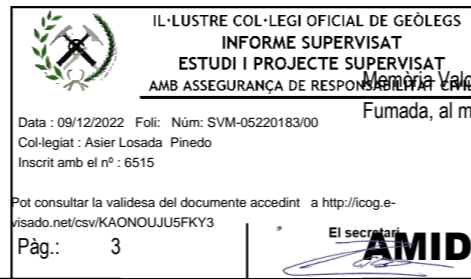 IL·LUSTRE COL·LEGI OFICIAL DE GEÒLEGS
INFORME SUPERVISAT
ESTUDI I PROJECTE SUPERVISAT
AMB ASSEGURANÇA DE RESPONSABILITAT CIVIL
Memòria Valo
Fumada, al m
Data : 09/12/2022 Foli: Núm: SVM-05220183/00
Col·legiat : Asier Losada Pinedo
Inscrit amb el nº : 6515
Pot consultar la validesa del documente accedint a http://icog.e-
visado.net/csv/KAONOUJU5FKY3
Pàg.: 3
El secretari
AMID